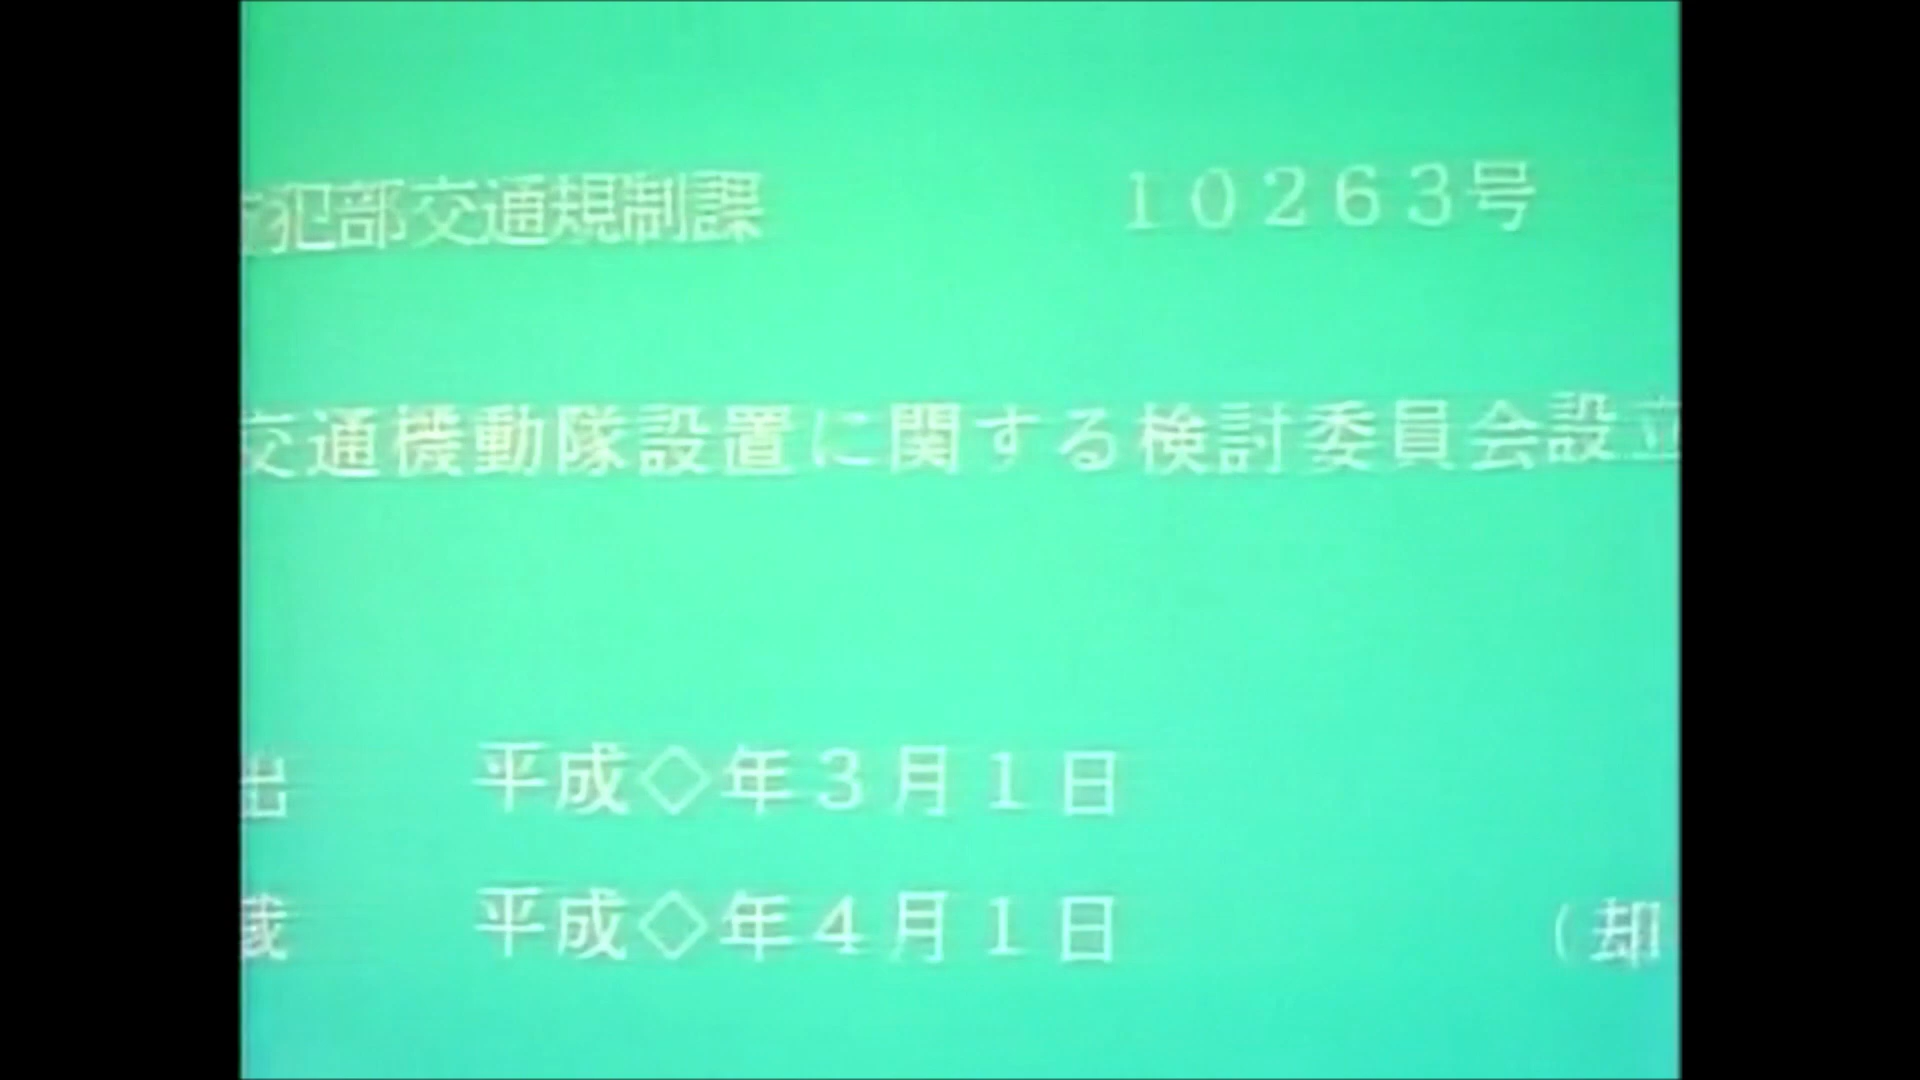 犯部交通規制課 10263号
交通機動隊設置に関する検討委員会設立
出 平成◇年3月1日
裁 平成◇年4月1日 (却